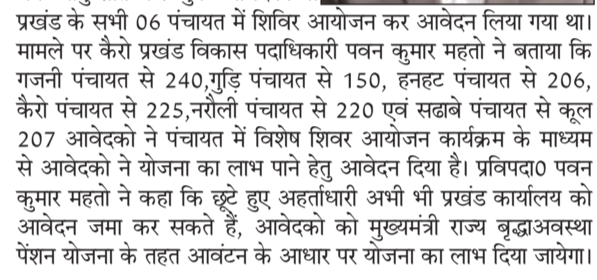 प्रखंड के सभी 06 पंचायत में शिविर आयोजन कर आवेदन लिया गया था।
मामले पर कैरो प्रखंड विकास पदाधिकारी पवन कुमार महतो ने बताया कि
गजनी पंचायत से 240,गुड़ि पंचायत से 150, हनहट पंचायत से 206,
कैरो पंचायत से 225,नरौली पंचायत से 220 एवं सढाबे पंचायत से कूल
207 आवेदको ने पंचायत में विशेष शिवर आयोजन कार्यक्रम के माध्यम
से आवेदको ने योजना का लाभ पाने हेतु आवेदन दिया है। प्रविपदा0 पवन
कुमार महतो ने कहा कि छूटे हुए अहर्ताधारी अभी भी प्रखंड कार्यालय को
आवेदन जमा कर सकते हैं, आवेदको को मुख्यमंत्री राज्य बृद्धाअवस्था
पेंशन योजना के तहत आवंटन के आधार पर योजना का लाभ दिया जायेगा।